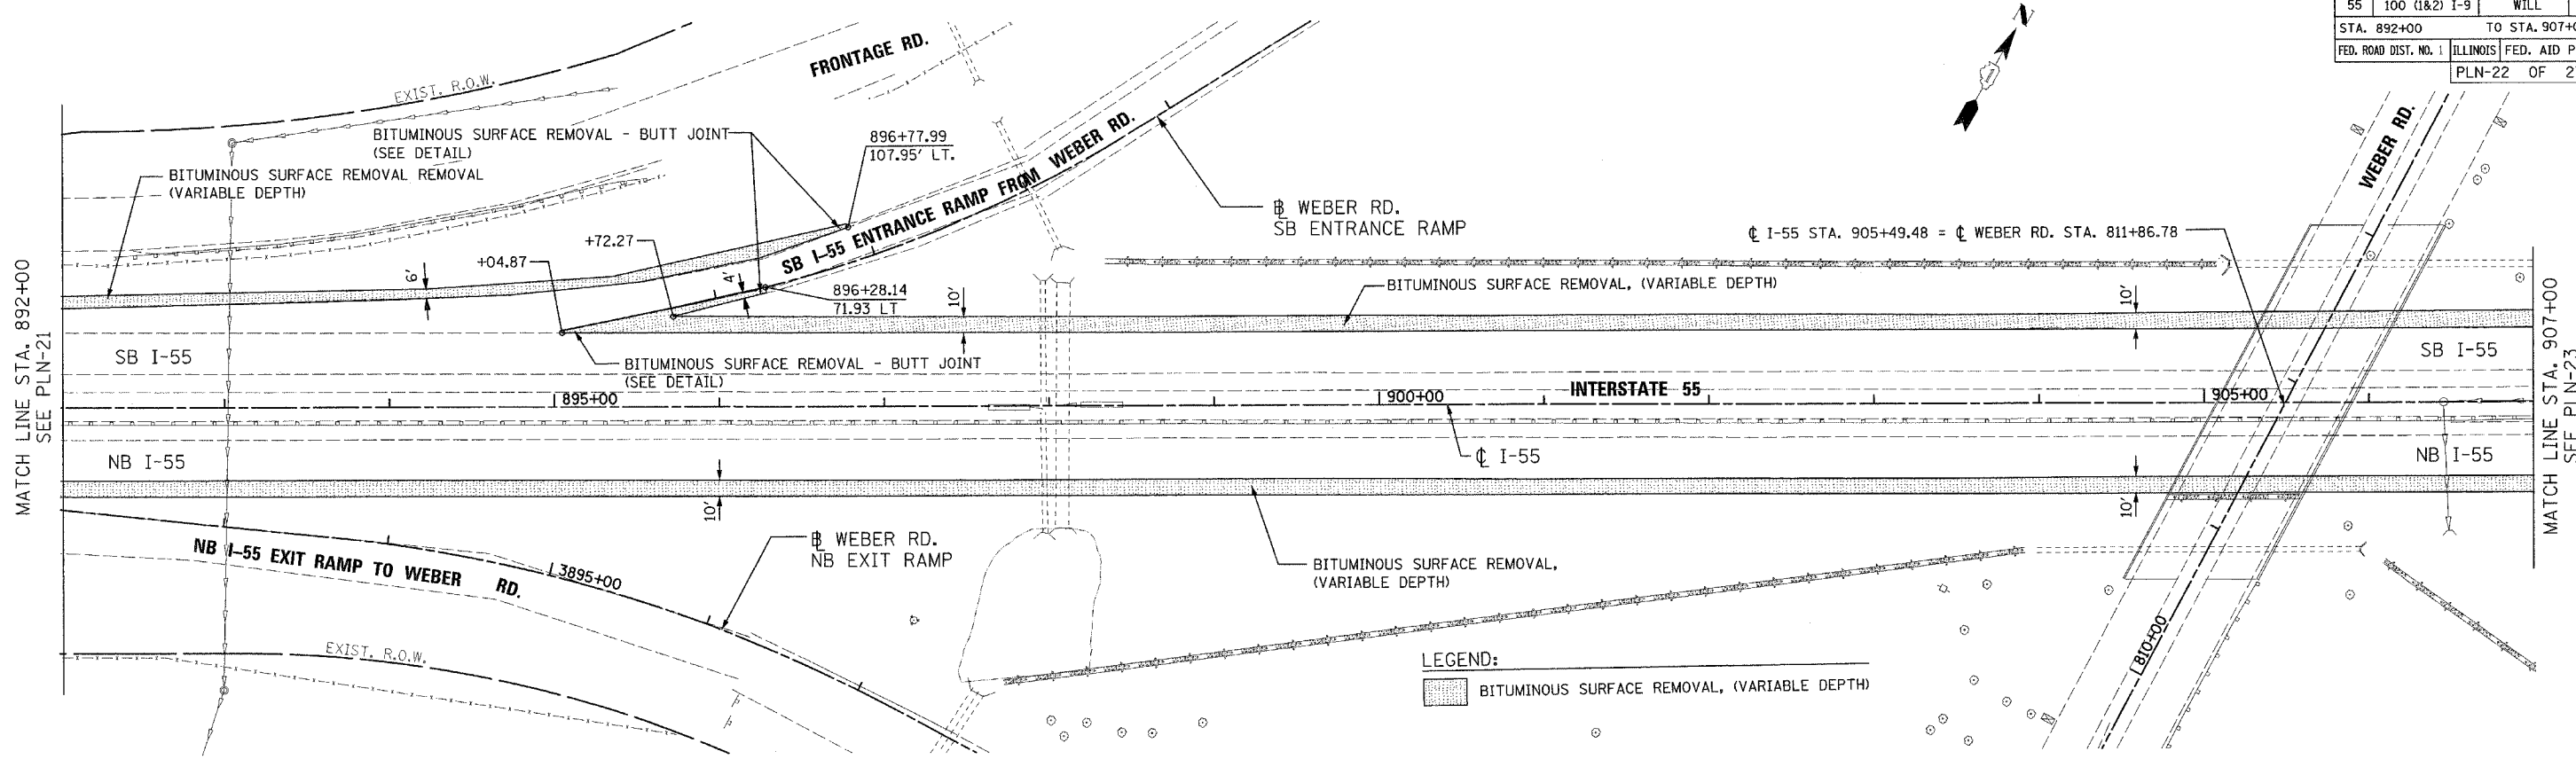 55 100 (1&2) I-9 WILL
STA. 892+00 TO STA. 907+0
FED. ROAD DIST. NO. 1 ILLINOIS FED. AID P
PLN-22 OF 2
N
FRONTAGE RD.
EXIST. R.O.W.
BITUMINOUS SURFACE REMOVAL - BUTT JOINT
(SEE DETAIL)
896+77.99
107.95' LT.
BITUMINOUS SURFACE REMOVAL REMOVAL
(VARIABLE DEPTH)
SB I-55 ENTRANCE RAMP FROM WEBER RD.
WEBER RD.
℄ WEBER RD.
SB ENTRANCE RAMP
+72.27
+04.87
6'
4'
896+28.14
71.93 LT
10'
℄ I-55 STA. 905+49.48 = ℄ WEBER RD. STA. 811+86.78
BITUMINOUS SURFACE REMOVAL, (VARIABLE DEPTH)
10'
MATCH LINE STA. 892+00
SEE PLN-21
SB I-55
BITUMINOUS SURFACE REMOVAL - BUTT JOINT
(SEE DETAIL)
SB I-55
MATCH LINE STA. 907+00
SEE PLN-23
895+00
900+00
INTERSTATE 55
905+00
NB I-55
℄ I-55
NB I-55
10'
10'
NB I-55 EXIT RAMP TO WEBER RD.
3895+00
℄ WEBER RD.
NB EXIT RAMP
BITUMINOUS SURFACE REMOVAL,
(VARIABLE DEPTH)
EXIST. R.O.W.
810+00
LEGEND:
BITUMINOUS SURFACE REMOVAL, (VARIABLE DEPTH)